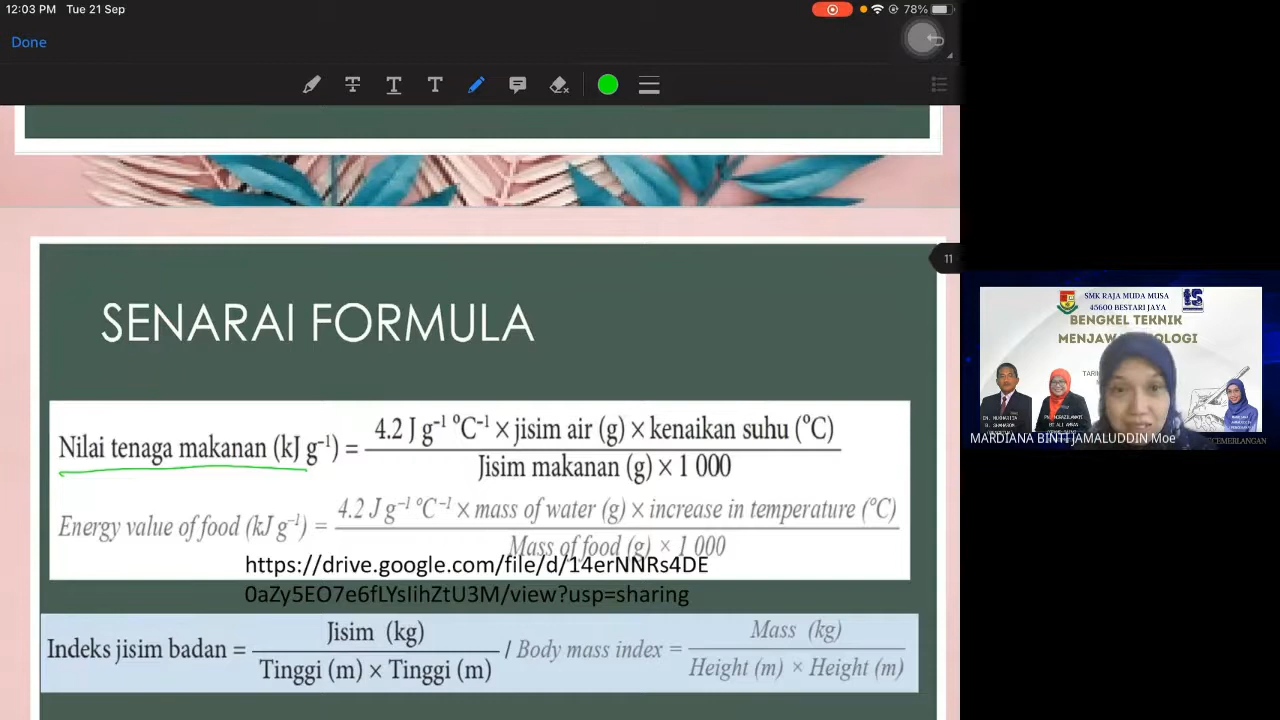 12:03 PM Tue 21 Sep
78%
Done
11
SENARAI FORMULA
Nilai tenaga makanan (kJ g⁻¹) = 4.2 J g⁻¹ °C⁻¹ × jisim air (g) × kenaikan suhu (°C)
Jisim makanan (g) × 1 000
Energy value of food (kJ g⁻¹) = 4.2 J g⁻¹ °C⁻¹ × mass of water (g) × increase in temperature (°C)
Mass of food (g) × 1 000
https://drive.google.com/file/d/14erNNRs4DE
0aZy5EO7e6fLYsIihZtU3M/view?usp=sharing
Indeks jisim badan = Jisim (kg) / Body mass index = Mass (kg)
Tinggi (m) × Tinggi (m) Height (m) × Height (m)
SMK RAJA MUDA MUSA
45600 BESTARI JAYA
BENGKEL TEKNIK
MARDIANA BINTI JAMALUDDIN Moe